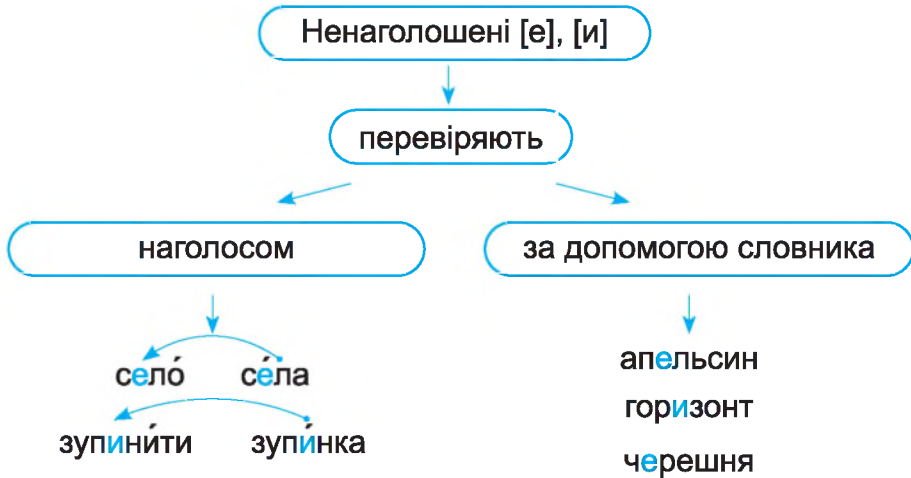 Ненаголошені [е], [и]
перевіряють
наголосом
за допомогою словника
село́ се́ла
зупини́ти зупи́нка
апельсин
горизонт
черешня